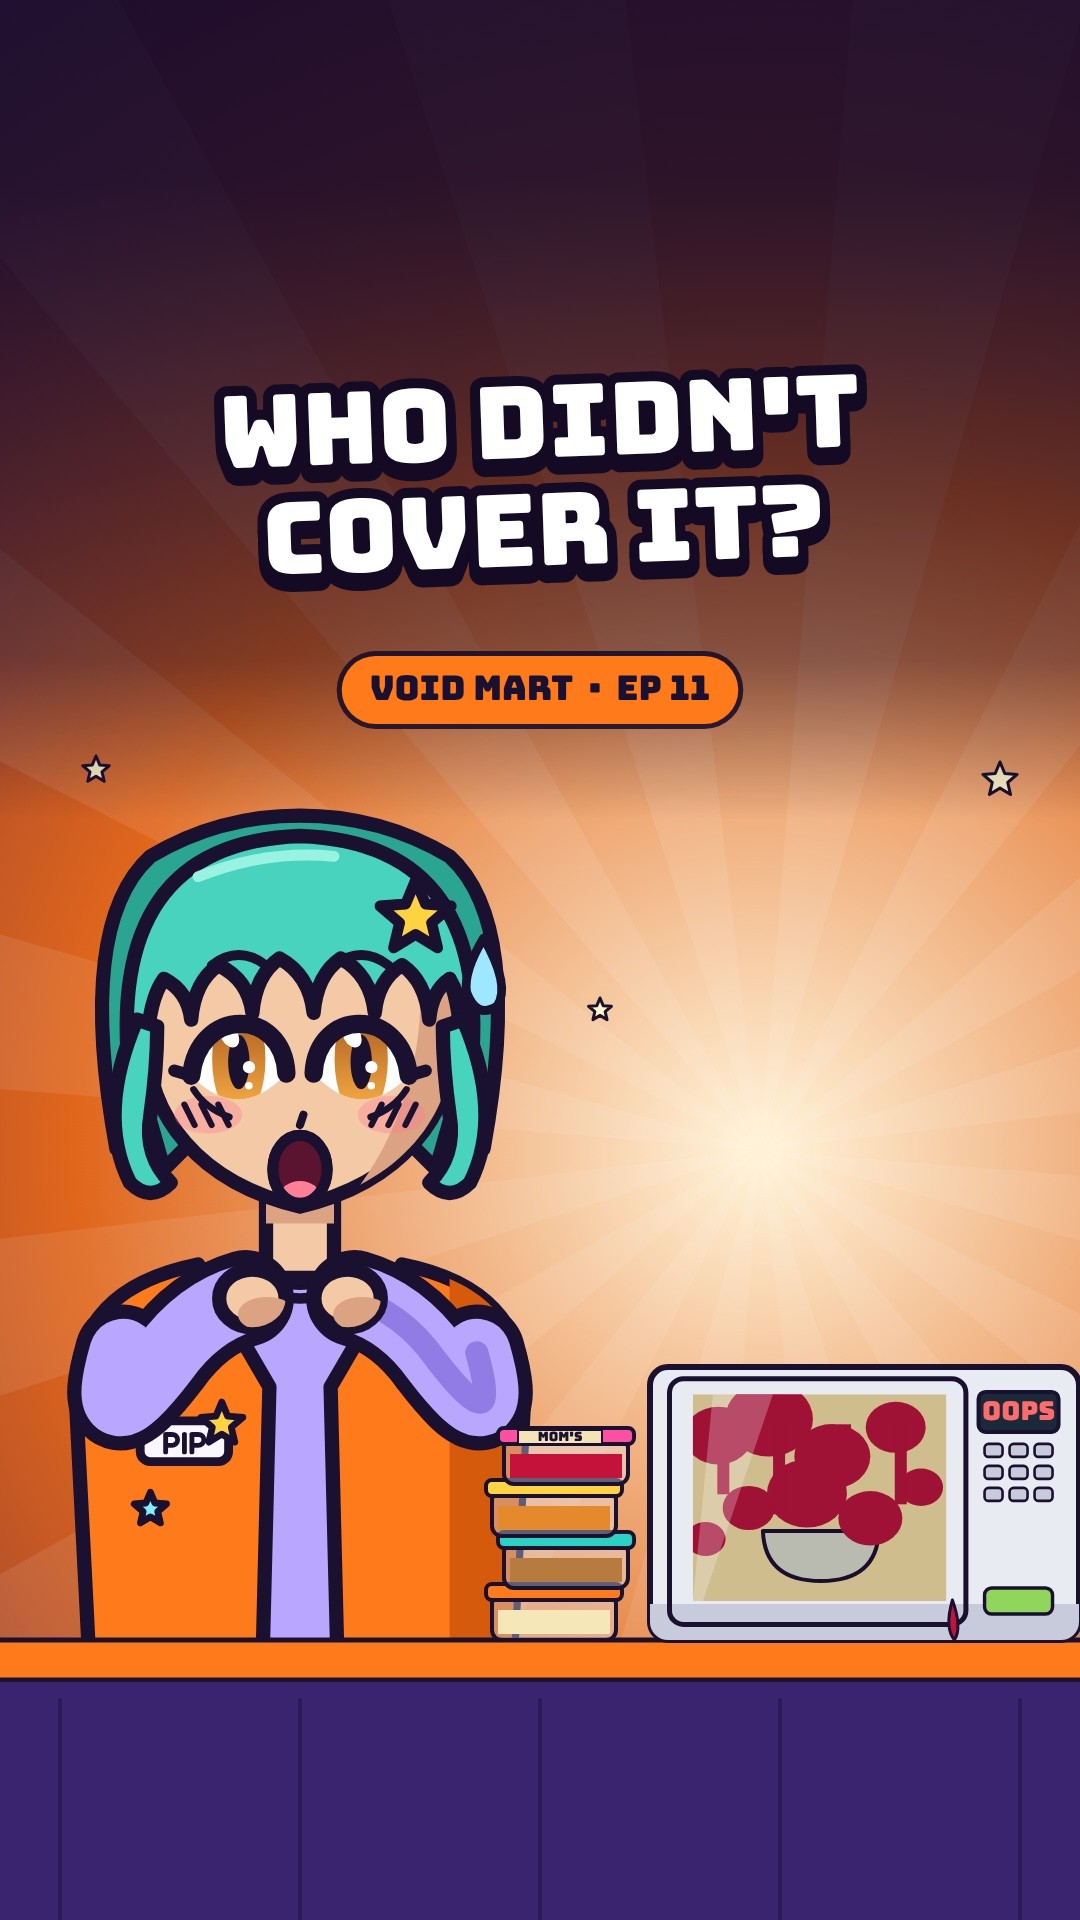 WHO DIDN'T
COVER IT?
VOID MART · EP 11
OOPS
MOM'S
PIP